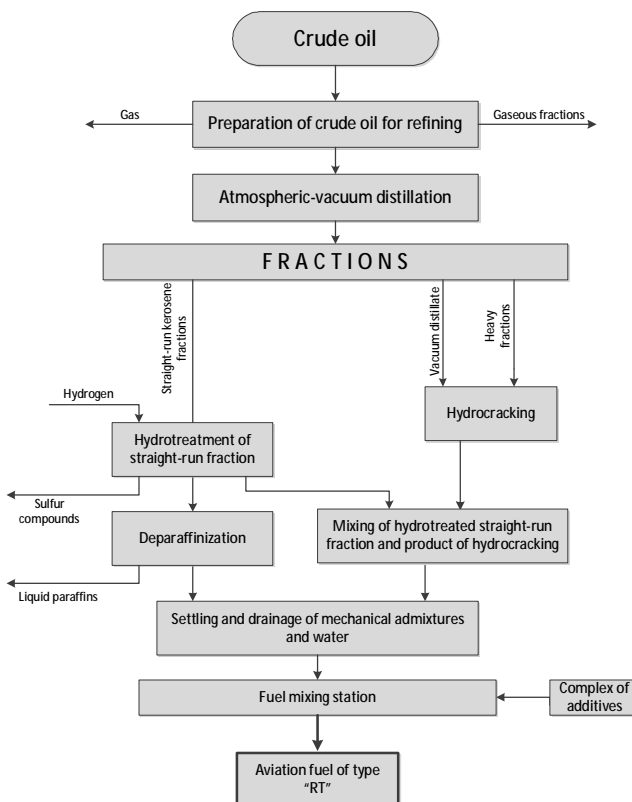 Crude oil
Gas
Preparation of crude oil for refining
Gaseous fractions
Atmospheric-vacuum distillation
FRACTIONS
Straight-run kerosene
fractions
Vacuum distillate
Heavy
fractions
Hydrogen
Hydrocracking
Hydrotreatment of
straight-run fraction
Sulfur
compounds
Deparaffinization
Mixing of hydrotreated straight-run
fraction and product of hydrocracking
Liquid paraffins
Settling and drainage of mechanical admixtures
and water
Fuel mixing station
Complex of
additives
Aviation fuel of type
“RT”